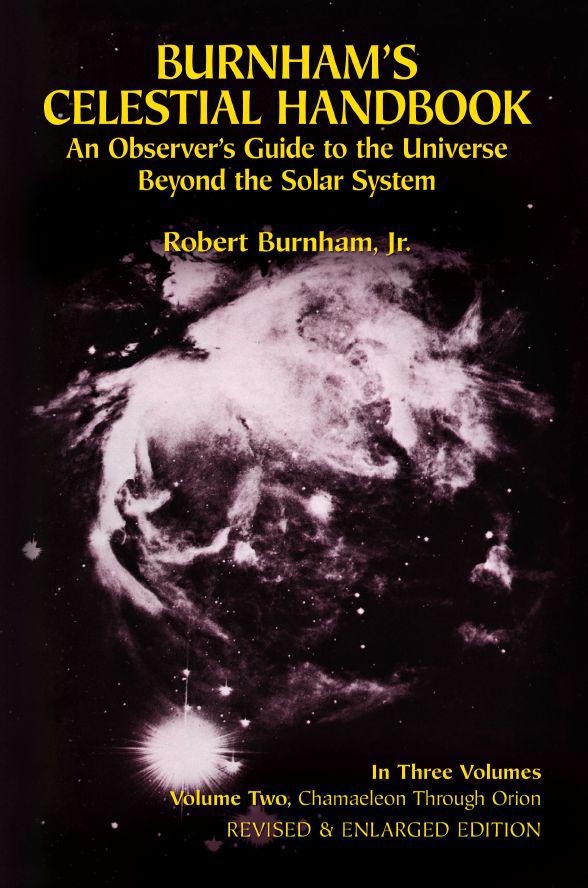 BURNHAM'S
CELESTIAL HANDBOOK
An Observer's Guide to the Universe
Beyond the Solar System
Robert Burnham, Jr.
In Three Volumes
Volume Two, Chamaeleon Through Orion
REVISED & ENLARGED EDITION